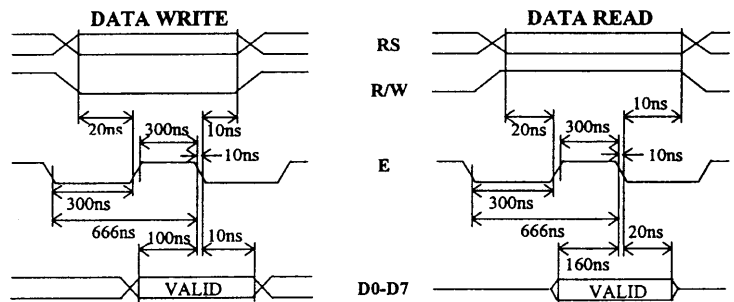 DATA WRITE
DATA READ
RS
R/W
20ns
300ns
10ns
10ns
E
300ns
666ns
100ns
10ns
VALID
D0-D7
10ns
20ns
300ns
10ns
300ns
666ns
20ns
160ns
VALID